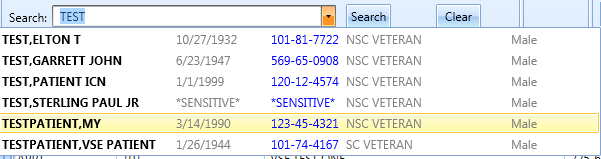 Search: TEST Search Clear
TEST,ELTON T 10/27/1932 101-81-7722 NSC VETERAN Male
TEST,GARRETT JOHN 6/23/1947 569-65-0908 NSC VETERAN Male
TEST,PATIENT ICN 1/1/1999 120-12-4574 NSC VETERAN Male
TEST,STERLING PAUL JR *SENSITIVE* *SENSITIVE* NSC VETERAN Male
TESTPATIENT,MY 3/14/1990 123-45-4321 NSC VETERAN Male
TESTPATIENT,VSE PATIENT 1/26/1944 101-74-4167 SC VETERAN Male